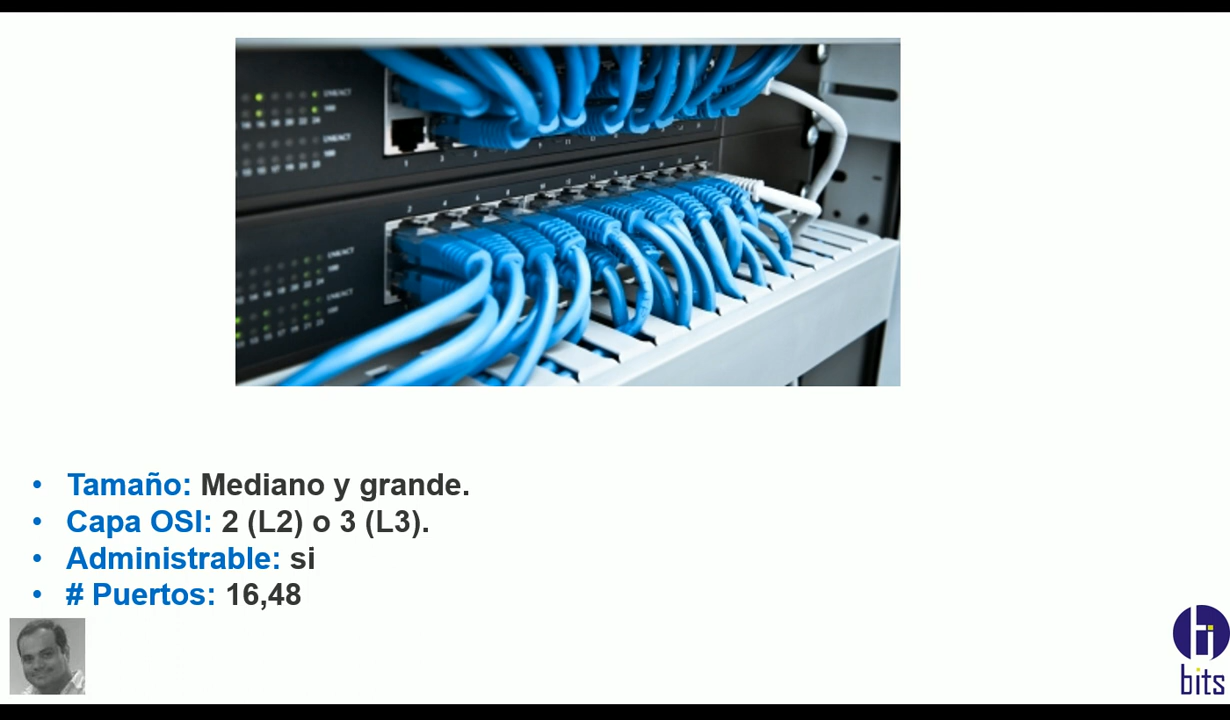 • Tamaño: Mediano y grande.
• Capa OSI: 2 (L2) o 3 (L3).
• Administrable: si
• # Puertos: 16,48
bits